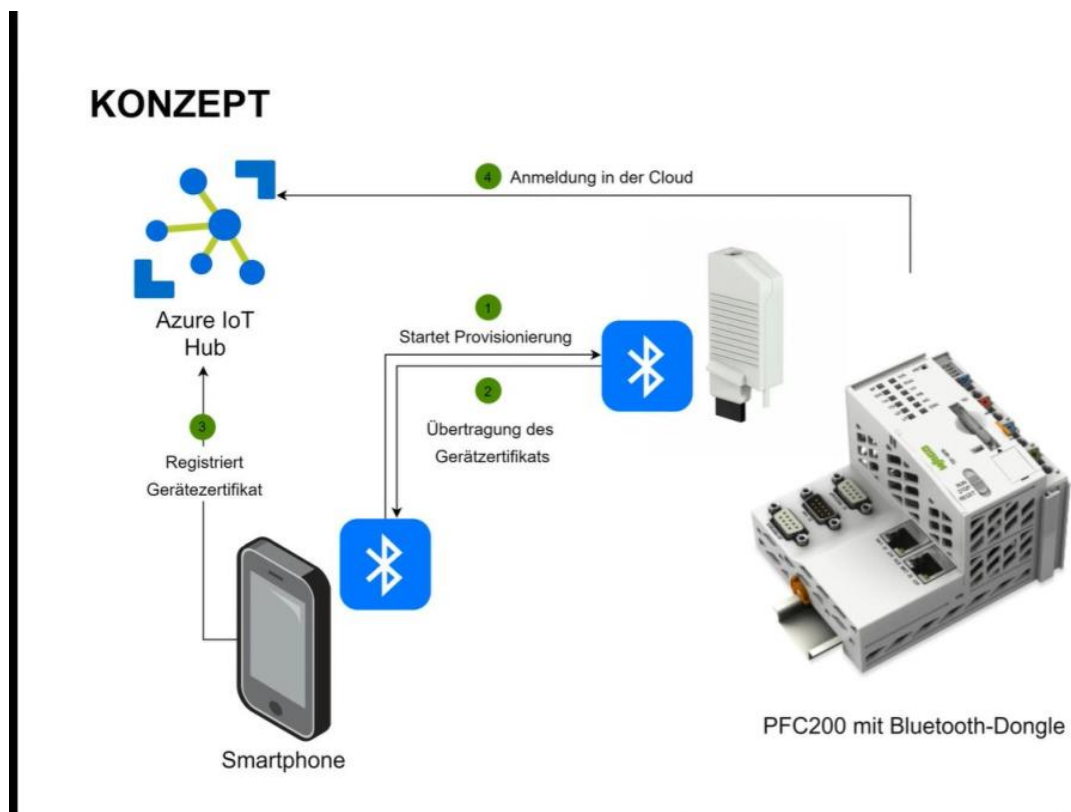 KONZEPT
4 Anmeldung in der Cloud
Azure IoT
Hub
1
Startet Provisionierung
2
Übertragung des
Gerätzertifikats
3
Registriert
Gerätezertifikat
Smartphone
wago
PFC200 mit Bluetooth-Dongle